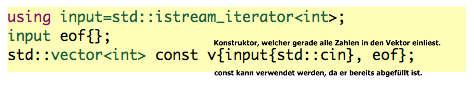 using input=std::istream_iterator<int>;
input eof{};
Konstruktor, welcher gerade alle Zahlen in den Vektor einliest.
std::vector<int> const v{input{std::cin}, eof};
const kann verwendet werden, da er bereits abgefüllt ist.